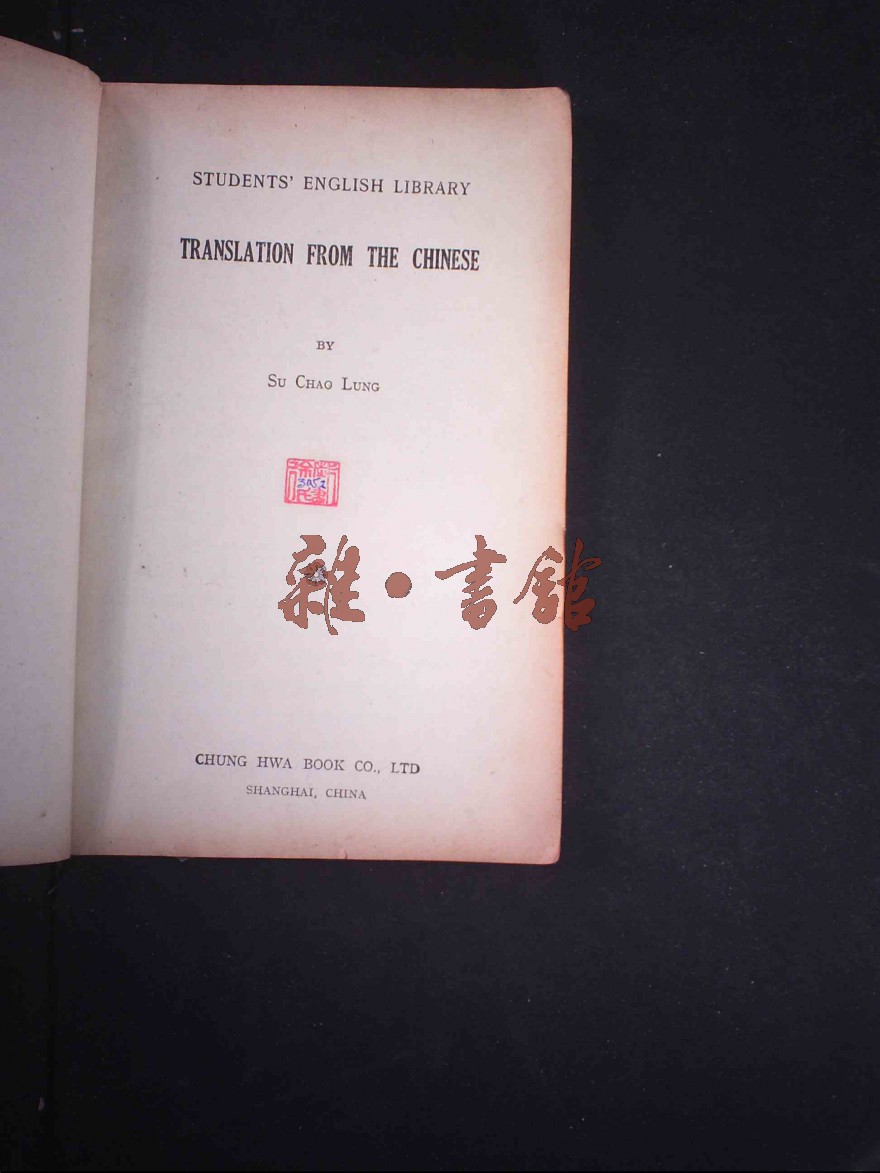 STUDENTS' ENGLISH LIBRARY
TRANSLATION FROM THE CHINESE
BY
SU CHAO LUNG
3052
雜·書館
CHUNG HWA BOOK CO., LTD
SHANGHAI, CHINA